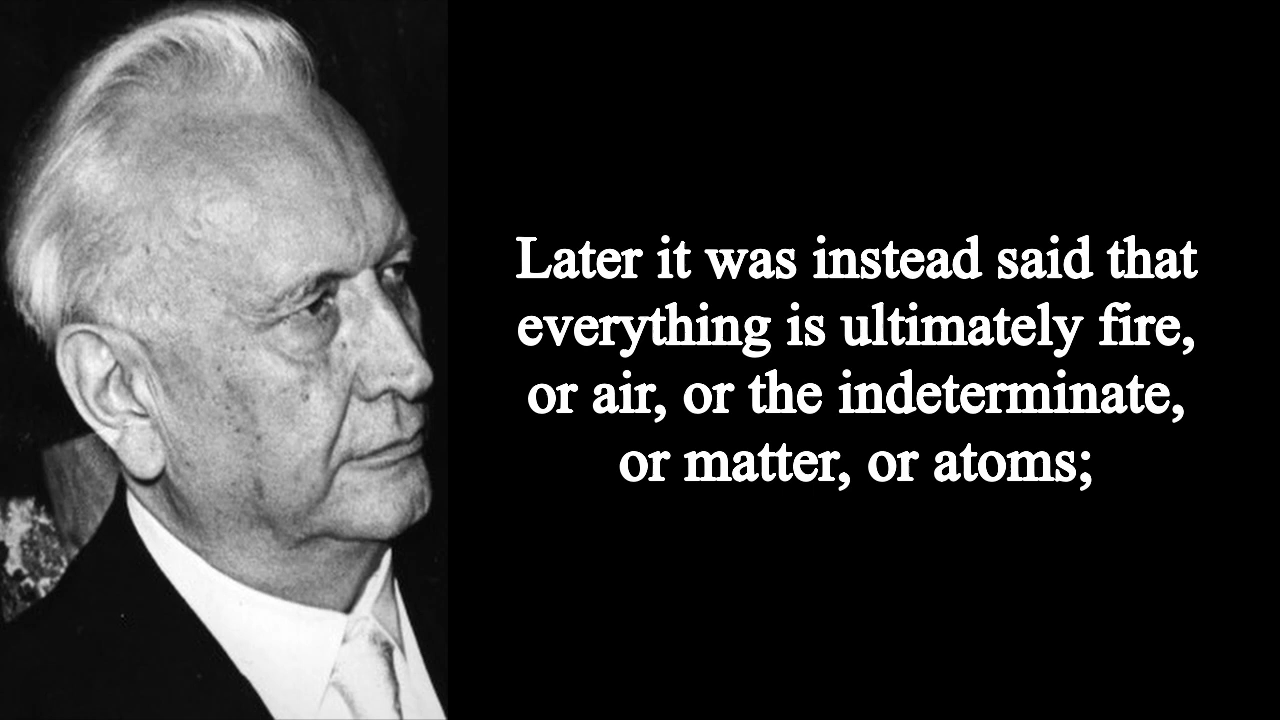 Later it was instead said that
everything is ultimately fire,
or air, or the indeterminate,
or matter, or atoms;